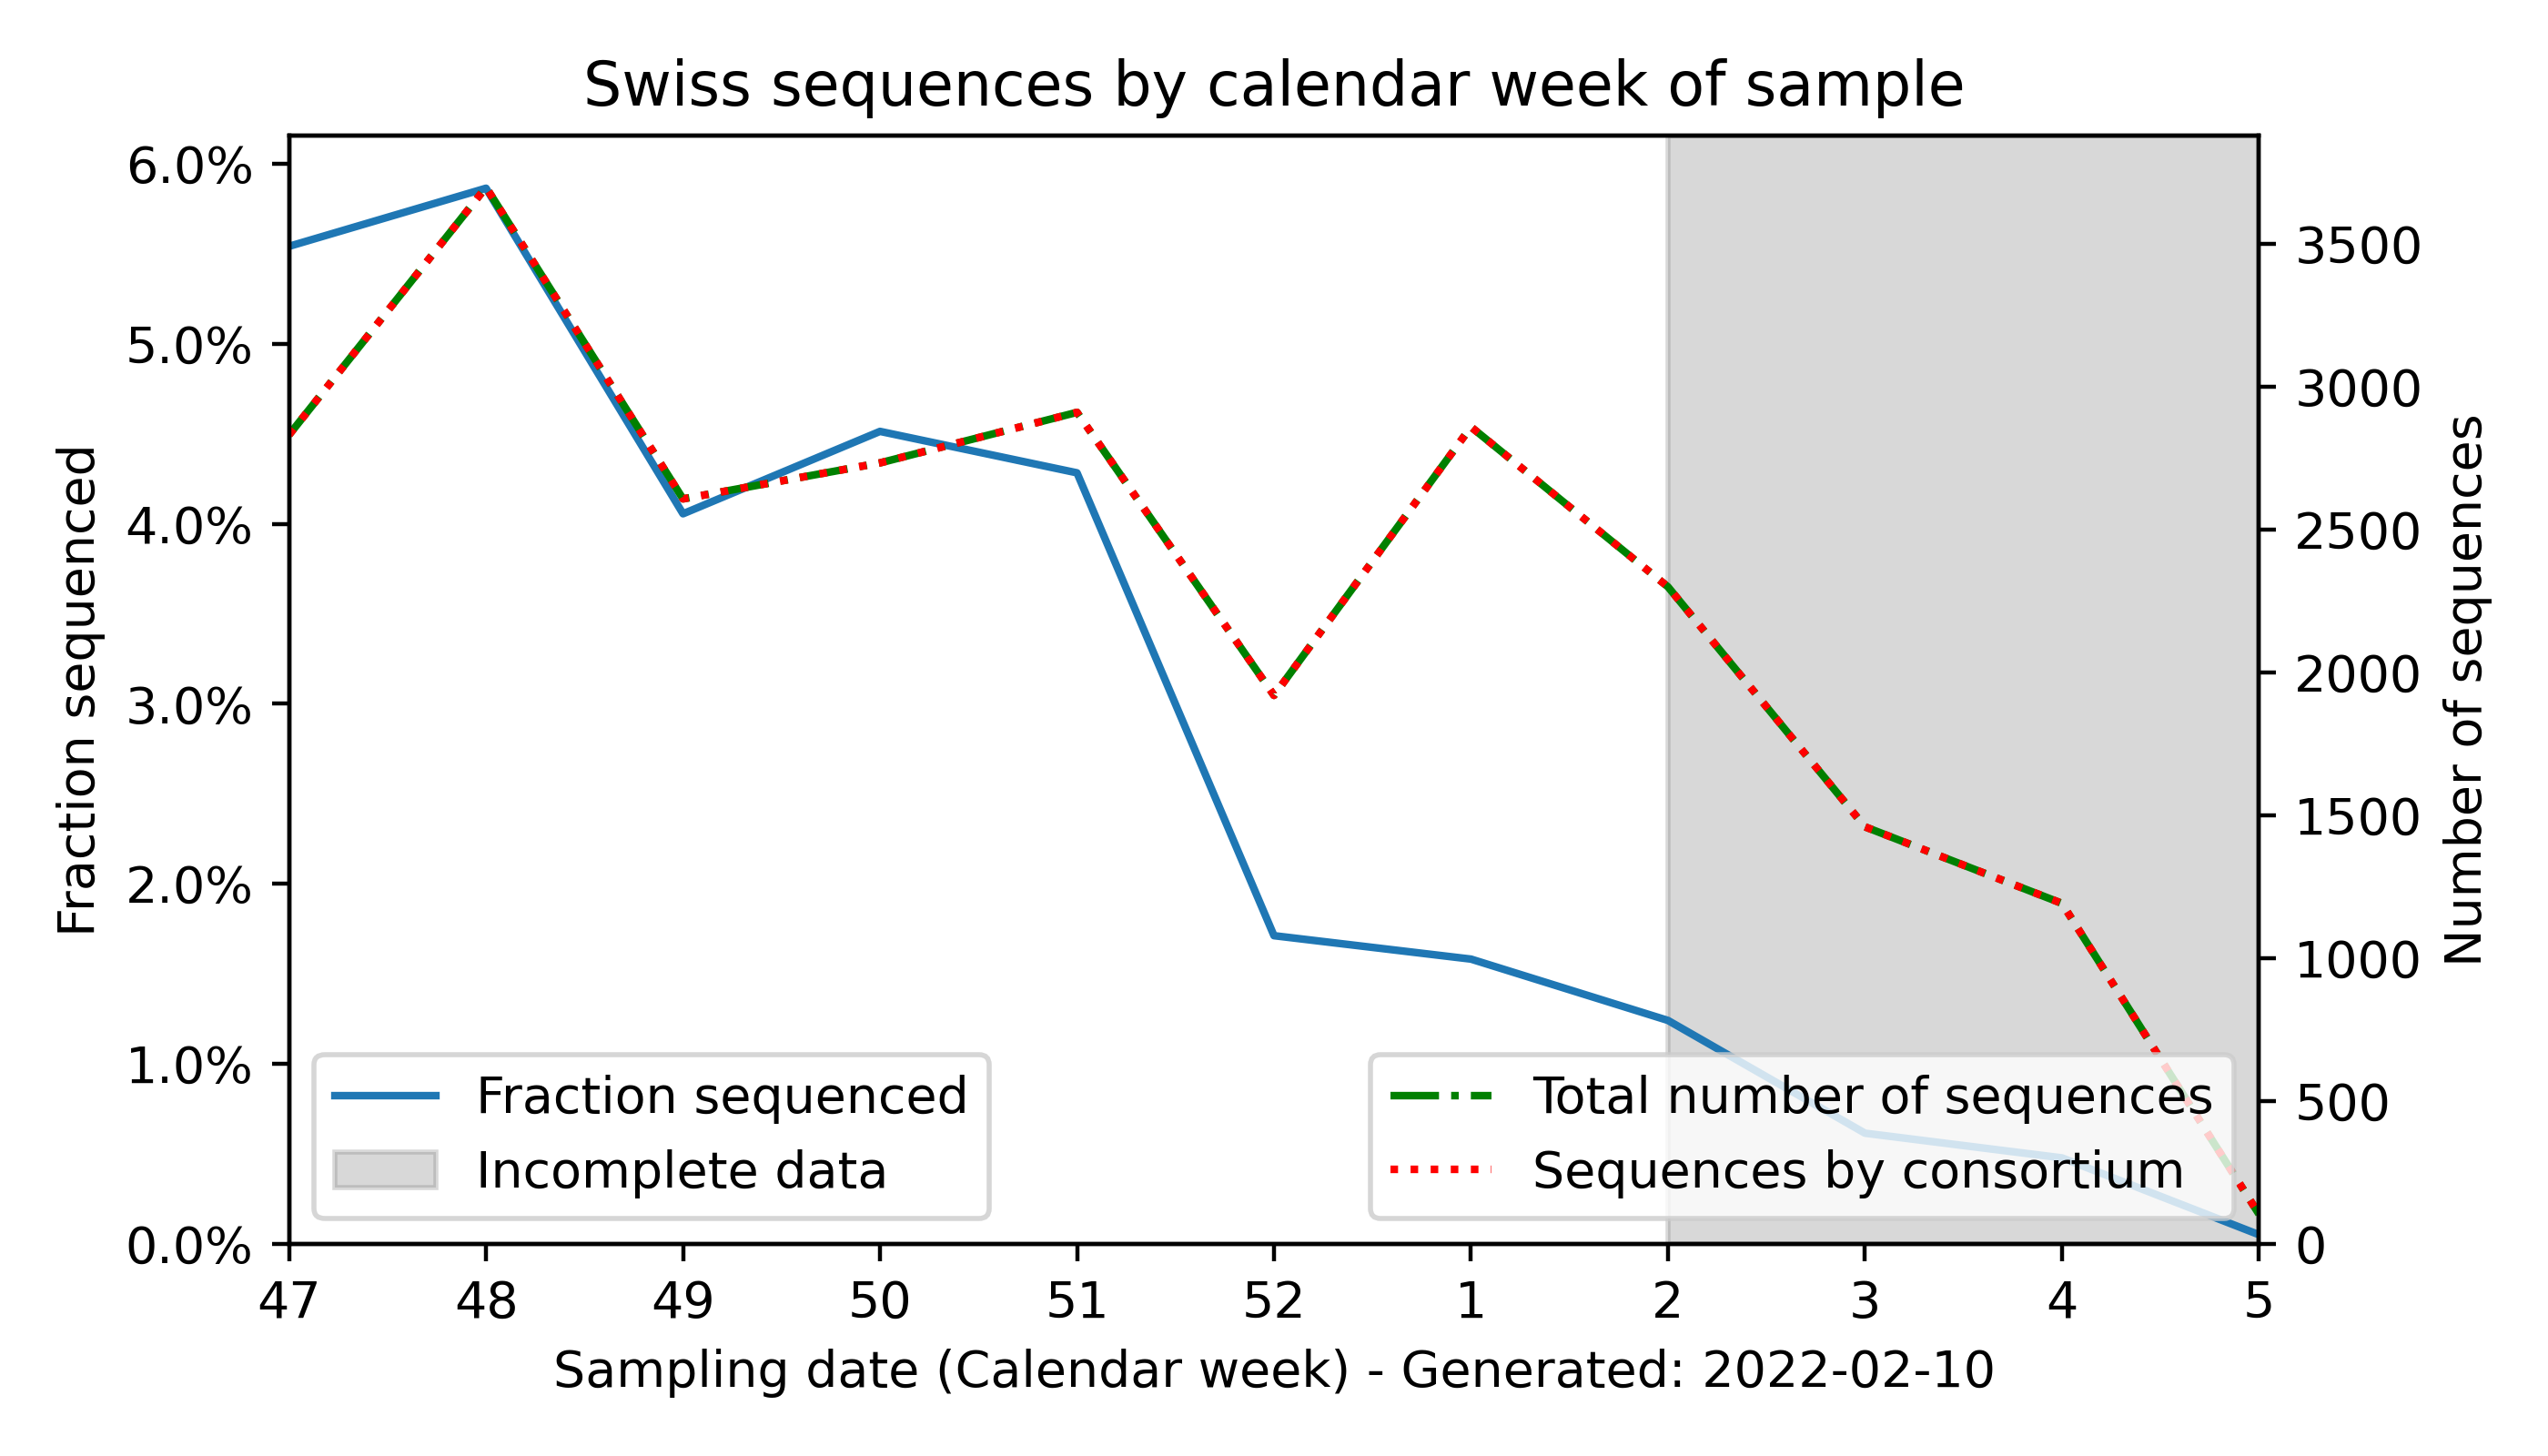 Swiss sequences by calendar week of sample
6.0%
5.0%
4.0%
3.0%
2.0%
1.0%
0.0%
Fraction sequenced
3500
3000
2500
2000
1500
1000
500
0
Number of sequences
Fraction sequenced
Incomplete data
Total number of sequences
Sequences by consortium
47 48 49 50 51 52 1 2 3 4 5
Sampling date (Calendar week) - Generated: 2022-02-10